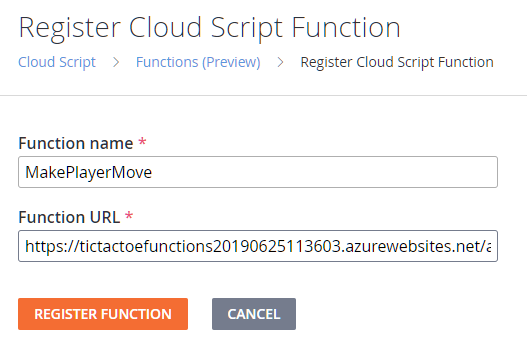 Register Cloud Script Function
Cloud Script > Functions (Preview) > Register Cloud Script Function
Function name *
MakePlayerMove
Function URL *
https://tictactoefunctions20190625113603.azurewebsites.net/a
REGISTER FUNCTION CANCEL